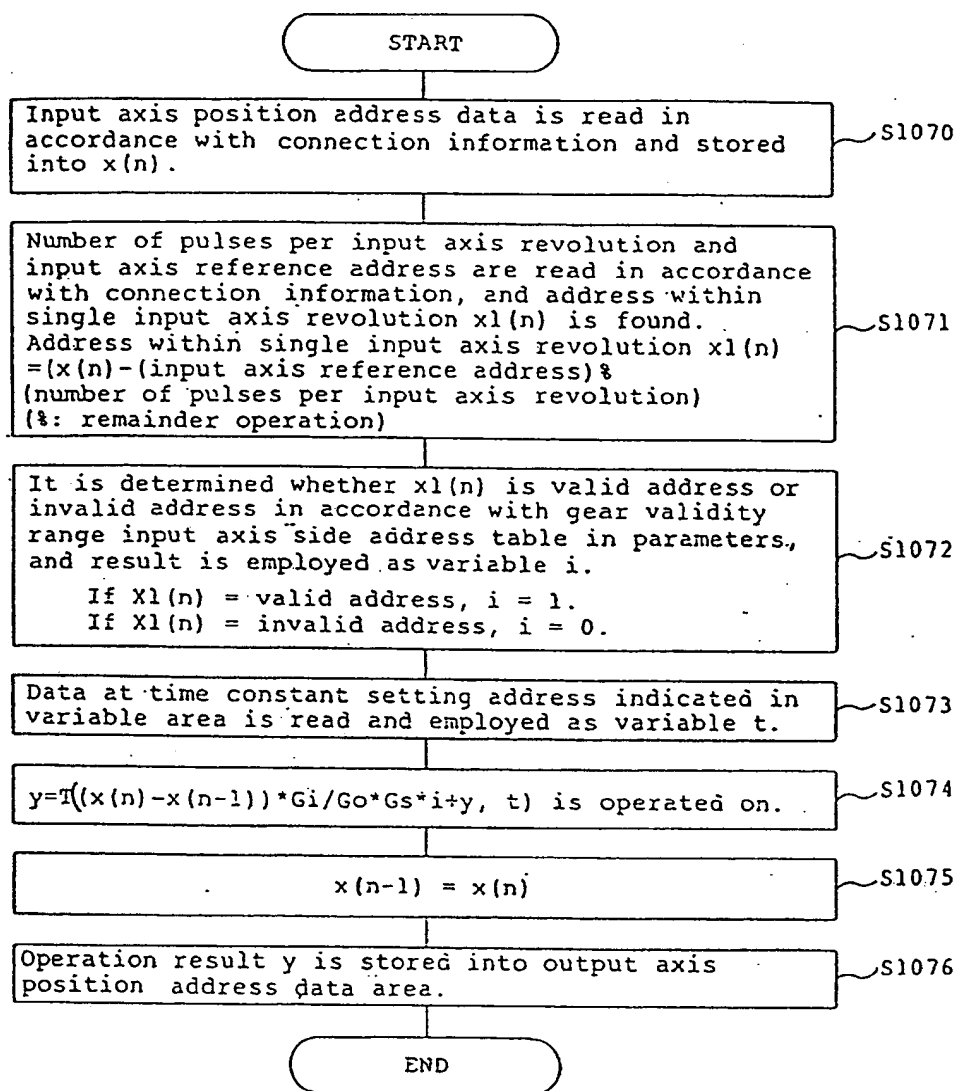 START
Input axis position address data is read in
accordance with connection information and stored
into x(n).
S1070
Number of pulses per input axis revolution and
input axis reference address are read in accordance
with connection information, and address within
single input axis revolution x1(n) is found.
Address within single input axis revolution x1(n)
=(x(n)-(input axis reference address)%
(number of pulses per input axis revolution)
(%: remainder operation)
S1071
It is determined whether x1(n) is valid address or
invalid address in accordance with gear validity
range input axis side address table in parameters,
and result is employed as variable i.
If X1(n) = valid address, i = 1.
If X1(n) = invalid address, i = 0.
S1072
Data at time constant setting address indicated in
variable area is read and employed as variable t.
S1073
y=T((x(n)-x(n-1))*Gi/Go*Gs*i+y, t) is operated on.
S1074
x(n-1) = x(n)
S1075
Operation result y is stored into output axis
position address data area.
S1076
END